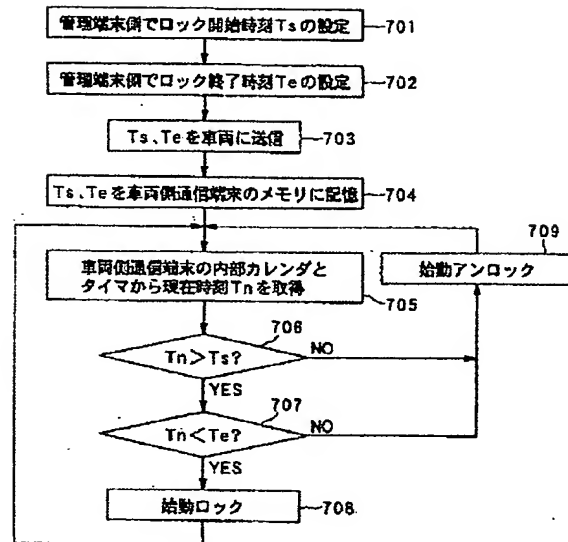 管理端末側でロック開始時刻Tsの設定
701
管理端末側でロック終了時刻Teの設定
702
Ts、Teを車両に送信
703
Ts、Teを車両側通信端末のメモリに記憶
704
709
始動アンロック
車両側通信端末の内部カレンダと
タイマから現在時刻Tnを取得
705
706
Tn>Ts?
NO
YES
707
Tn<Te?
NO
YES
始動ロック
708